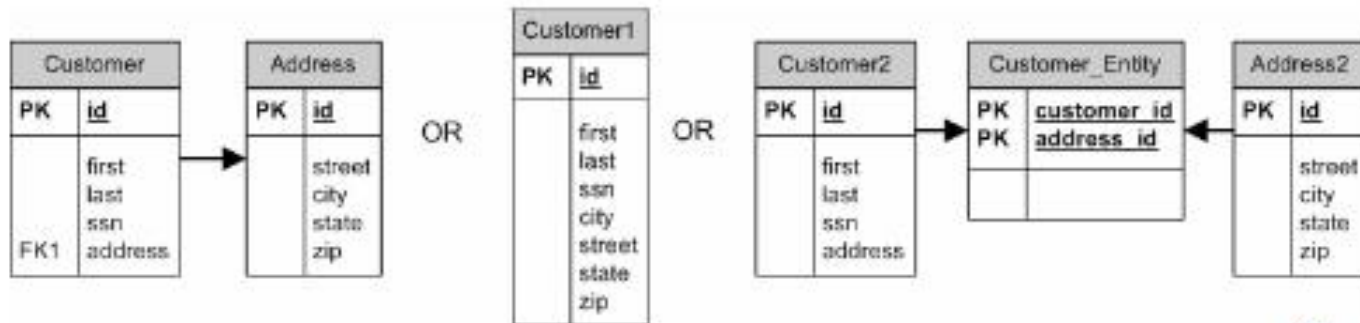 Customer
PK id
first
last
ssn
FK1 address
Address
PK id
street
city
state
zip
OR
Customer1
PK id
first
last
ssn
city
street
state
zip
OR
Customer2
PK id
first
last
ssn
address
Customer_Entity
PK customer_id
PK address_id
Address2
PK id
street
city
state
zip